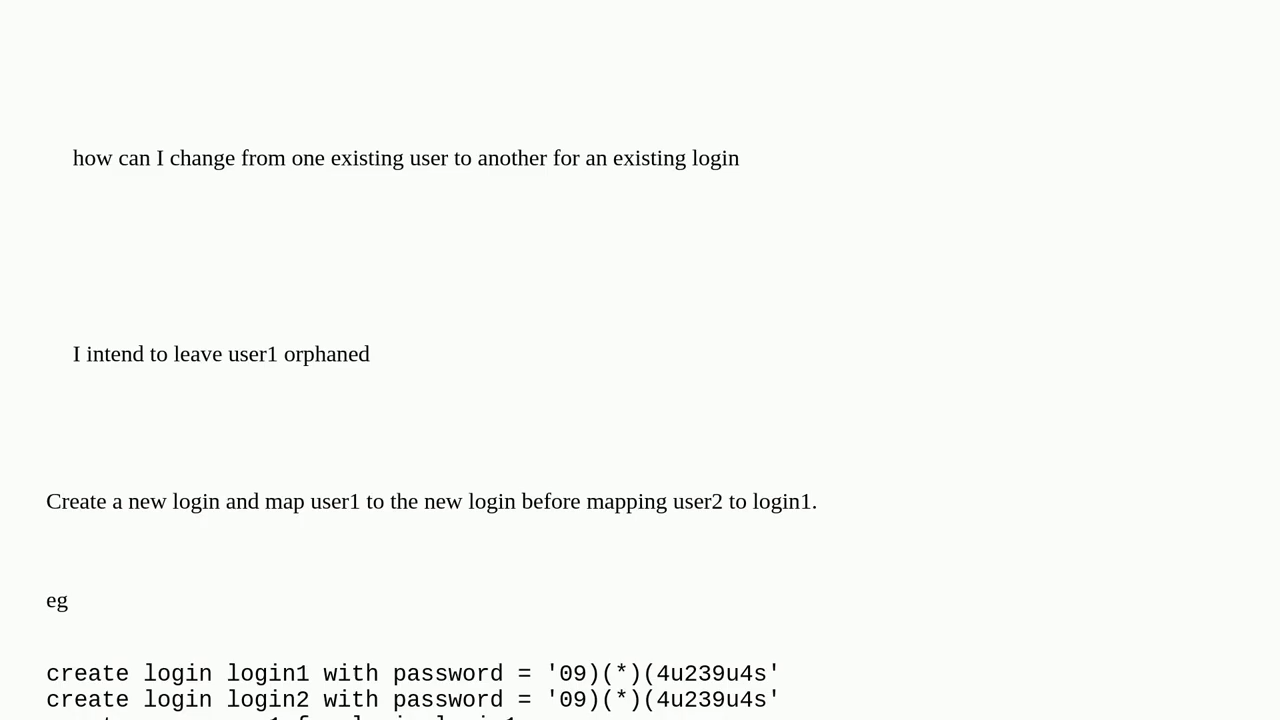 how can I change from one existing user to another for an existing login
I intend to leave user1 orphaned
Create a new login and map user1 to the new login before mapping user2 to login1.
eg
create login login1 with password = '09)(*)(4u239u4s'
create login login2 with password = '09)(*)(4u239u4s'